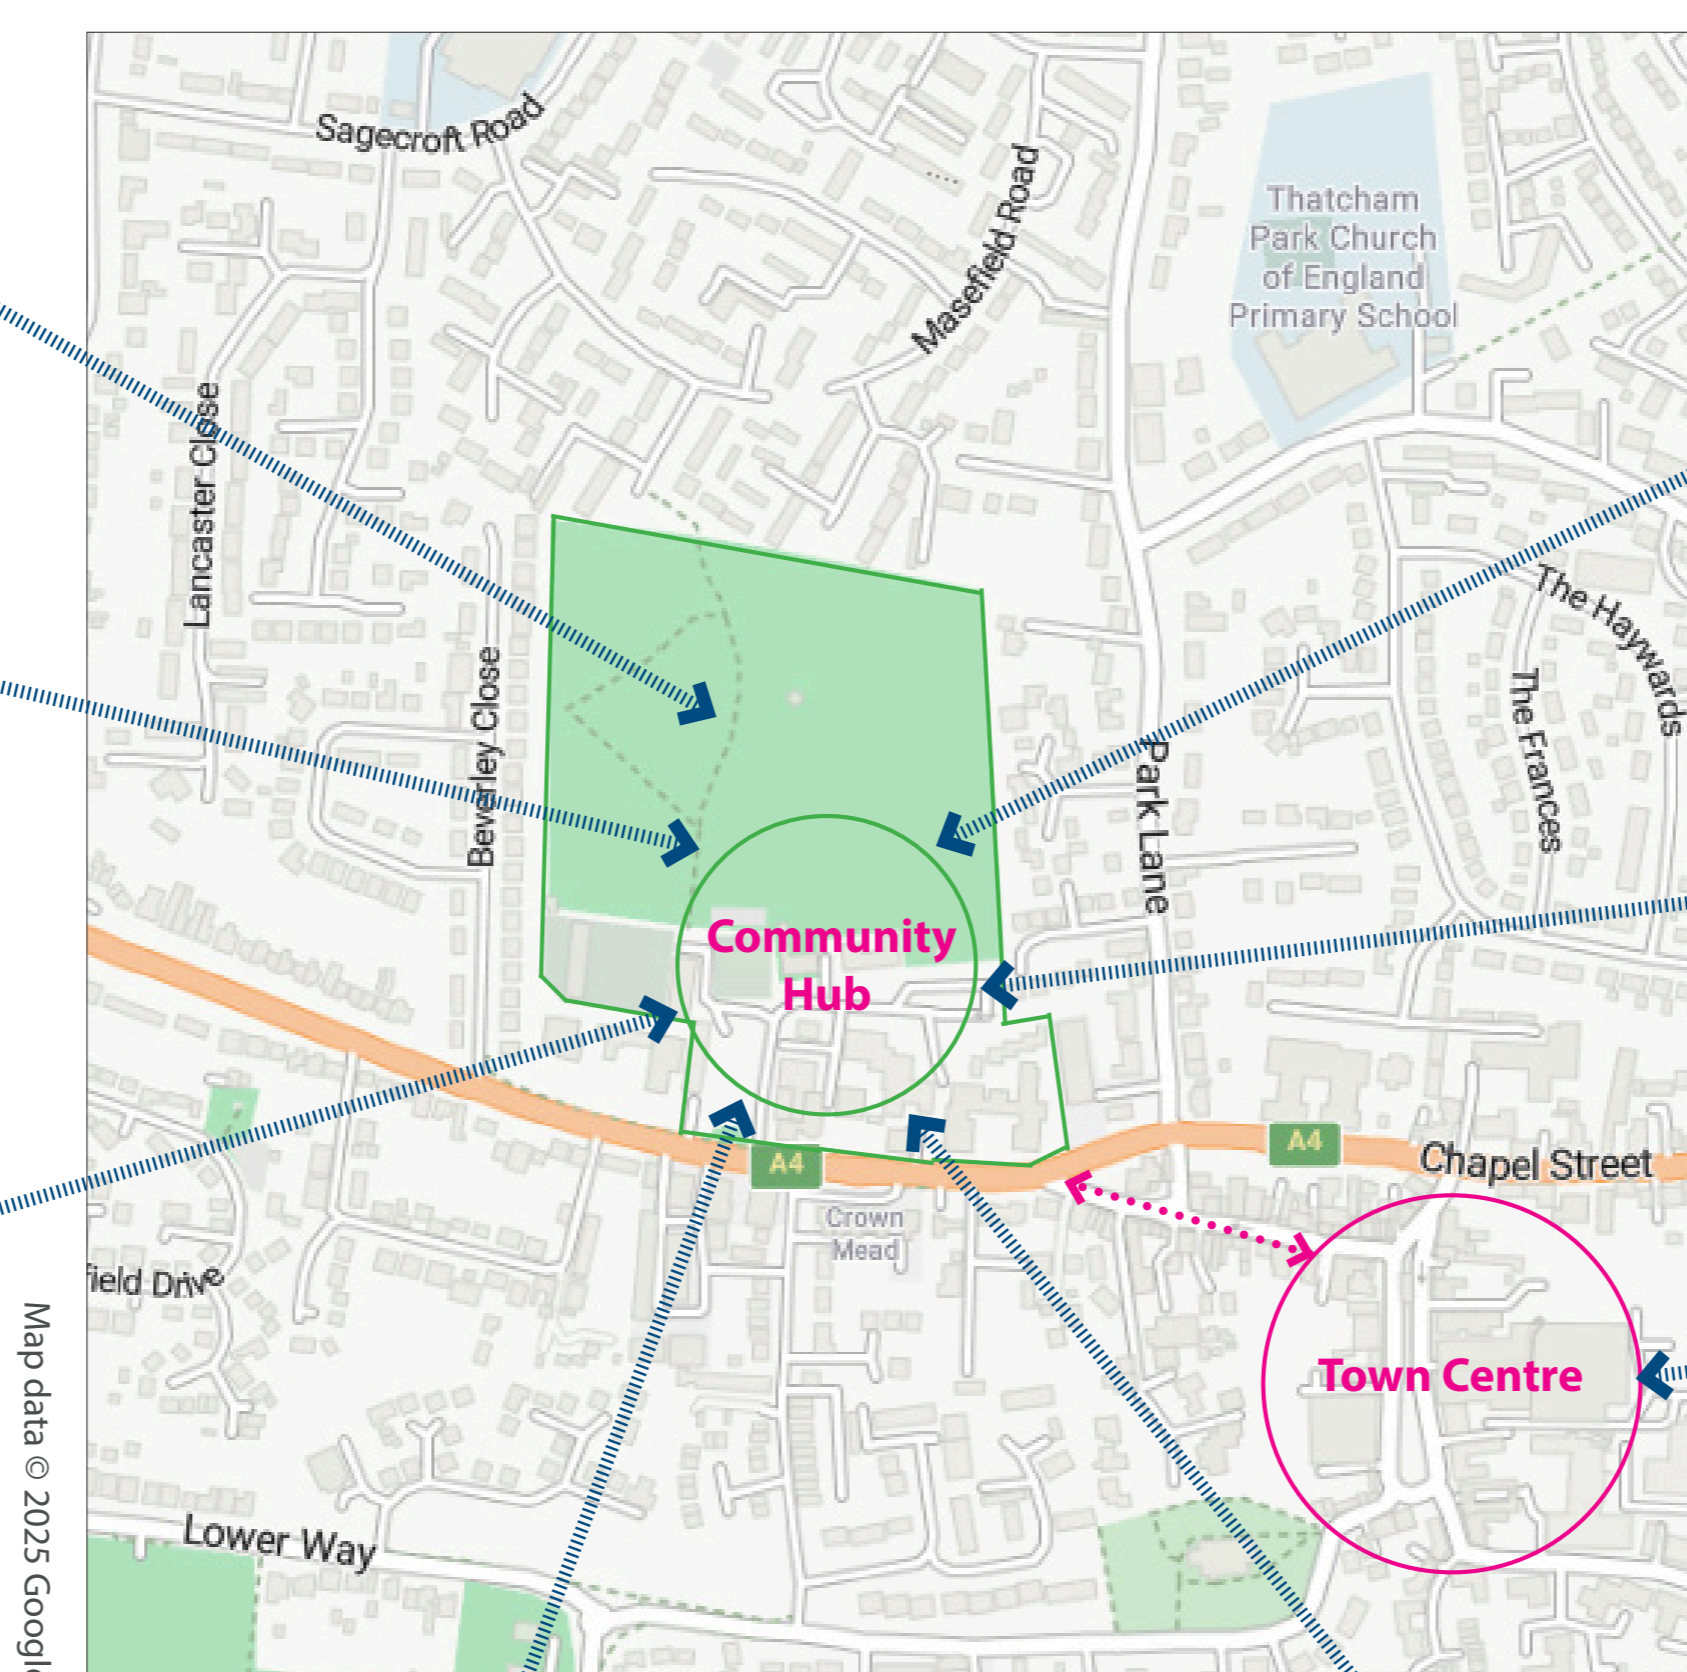 Sagecroft Road
Masefield Road
Thatcham
Park Church
of England
Primary School
Lancaster Close
Beverley Close
Park Lane
The Haywards
The Frances
Community
Hub
A4
A4
Chapel Street
Crown
Mead
field Drive
Town Centre
Lower Way
Map data © 2025 Google